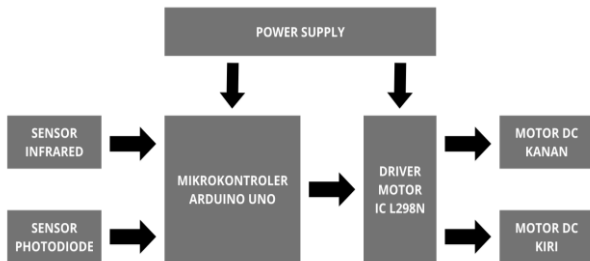 POWER SUPPLY
SENSOR
INFRARED
SENSOR
PHOTODIODE
MIKROKONTROLER
ARDUINO UNO
DRIVER
MOTOR
IC L298N
MOTOR DC
KANAN
MOTOR DC
KIRI